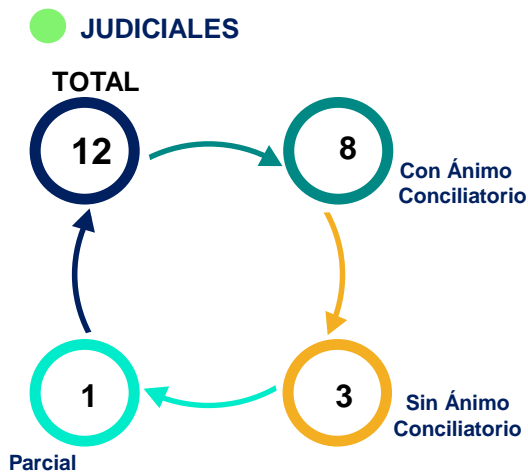 JUDICIALES
TOTAL
12
8
Con Ánimo
Conciliatorio
3
Sin Ánimo
Conciliatorio
1
Parcial